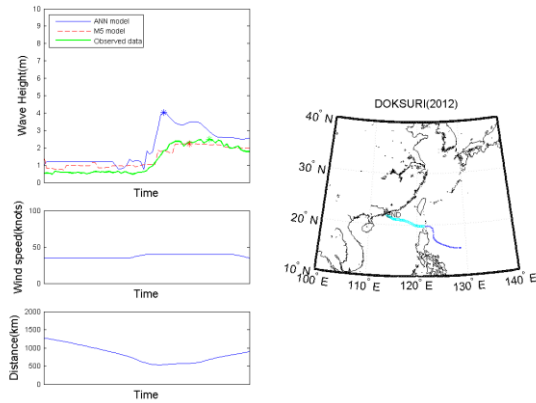 10
9
8
7
6
5
4
3
2
1
0
Wave Height(m)
ANN model
M5 model
Observed data
Time
100
50
0
Wind speed(knots)
Time
2000
1500
1000
500
0
Distance(km)
Time
DOKSURI(2012)
40° N
30° N
20° N
10° N
100° E
110° E
120° E
130° E
140° E